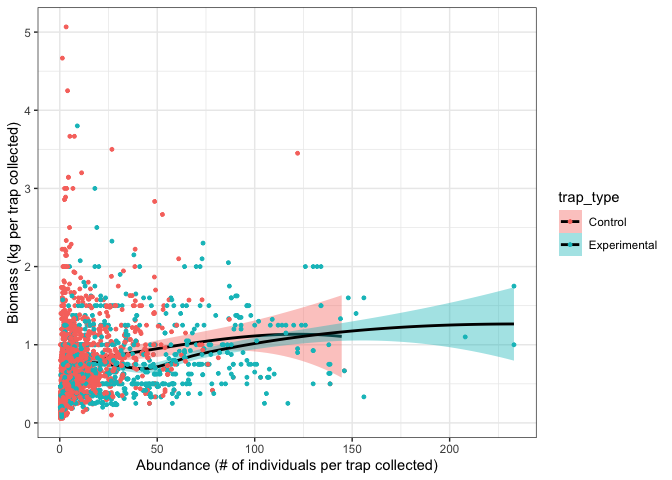 5
4
3
2
1
0
Biomass (kg per trap collected)
0 50 100 150 200
Abundance (# of individuals per trap collected)
trap_type
Control
Experimental